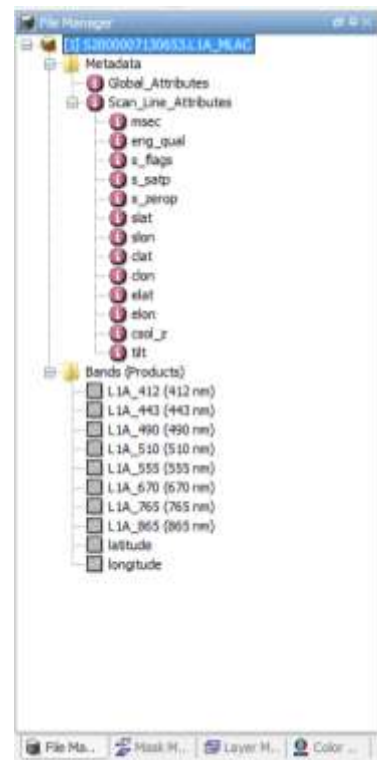 File Manager
[1] S2000007130653.L1A_MLAC
Metadata
Global_Attributes
Scan_Line_Attributes
msec
eng_qual
s_flags
s_satp
s_zerop
slat
slon
clat
clon
elat
elon
csol_z
tilt
Bands (Products)
L1A_412 (412 nm)
L1A_443 (443 nm)
L1A_490 (490 nm)
L1A_510 (510 nm)
L1A_555 (555 nm)
L1A_670 (670 nm)
L1A_765 (765 nm)
L1A_865 (865 nm)
latitude
longitude
File Ma... Mask M... Layer M... Color ...